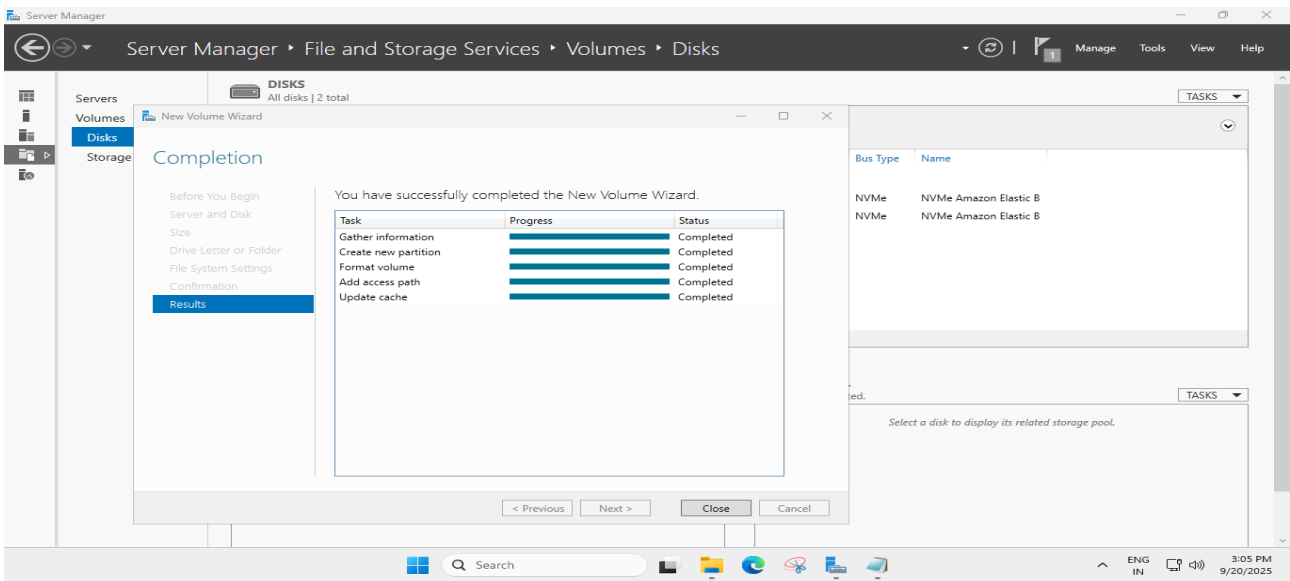 Server Manager
Server Manager ‣ File and Storage Services ‣ Volumes ‣ Disks
1 Manage Tools View Help
Servers
Volumes
Disks
Storage
DISKS
All disks | 2 total
TASKS
New Volume Wizard
Completion
Before You Begin
Server and Disk
Size
Drive Letter or Folder
File System Settings
Confirmation
Results
You have successfully completed the New Volume Wizard.
Task Progress Status
Gather information Completed
Create new partition Completed
Format volume Completed
Add access path Completed
Update cache Completed
< Previous Next > Close Cancel
Bus Type Name
NVMe NVMe Amazon Elastic B
NVMe NVMe Amazon Elastic B
ted.
TASKS
Select a disk to display its related storage pool.
Search
ENG
IN
3:05 PM
9/20/2025